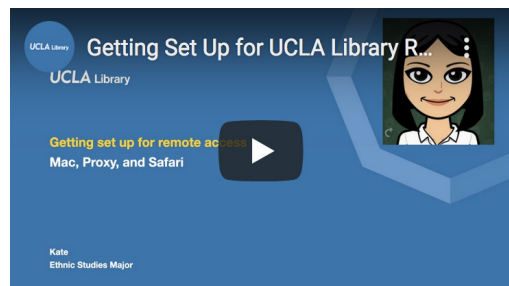 UCLA Library
Getting Set Up for UCLA Library R...
UCLA Library
Getting set up for remote access
Mac, Proxy, and Safari
Kate
Ethnic Studies Major